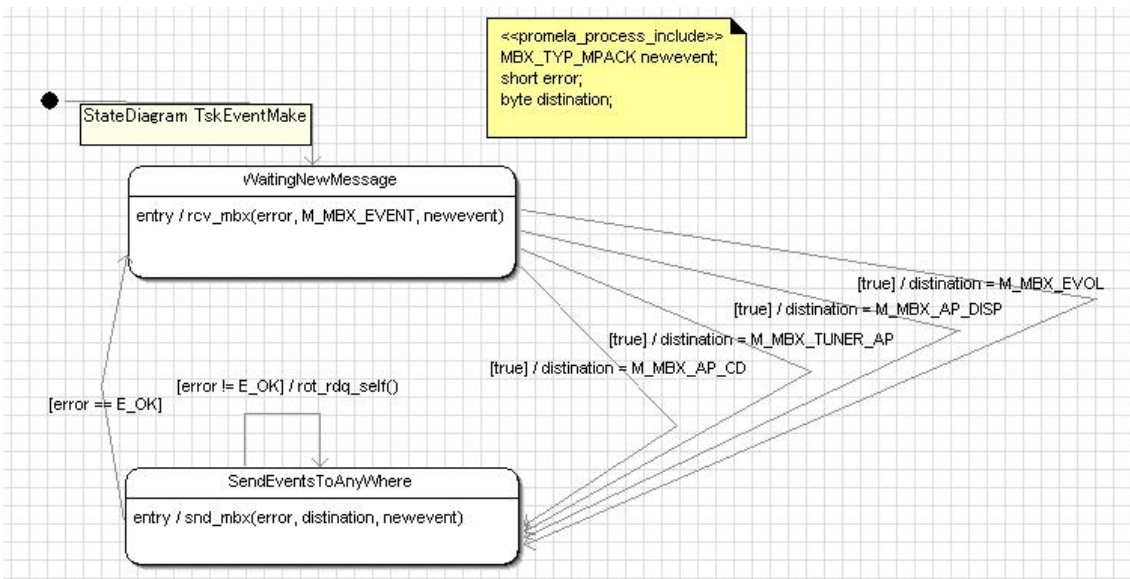 <<promela_process_include>>
MBX_TYP_MPACK newevent;
short error;
byte distination;
StateDiagram TskEventMake
WaitingNewMessage
entry / rcv_mbx(error, M_MBX_EVENT, newevent)
[true] / distination = M_MBX_EVOL
[true] / distination = M_MBX_AP_DISP
[true] / distination = M_MBX_TUNER_AP
[true] / distination = M_MBX_AP_CD
[error != E_OK] / rot_rdq_self()
[error == E_OK]
SendEventsToAnyWhere
entry / snd_mbx(error, distination, newevent)